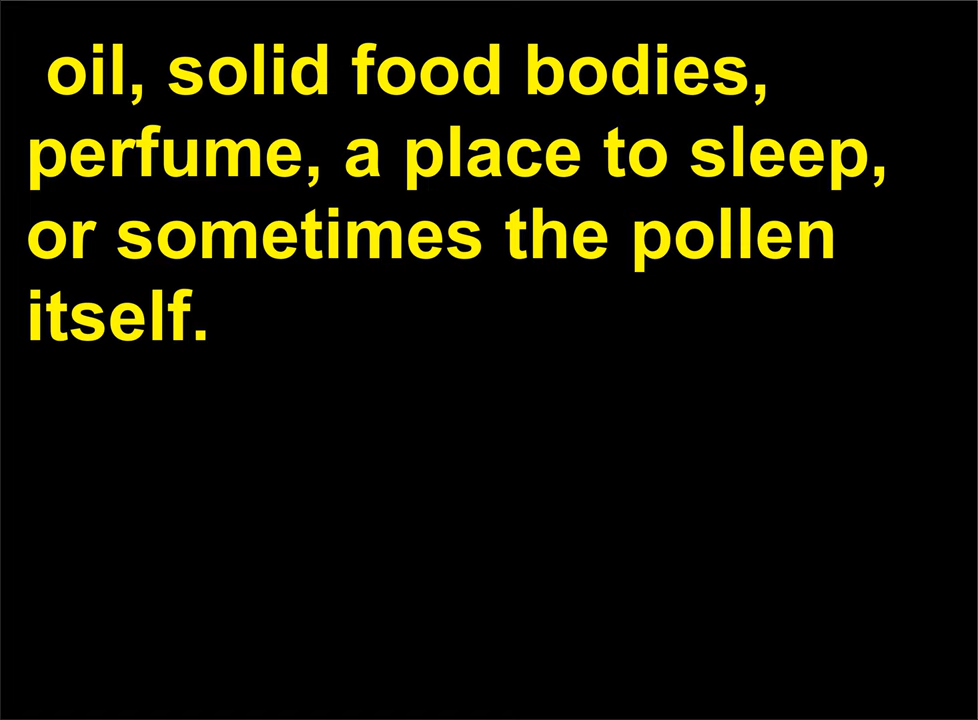 oil, solid food bodies,
perfume, a place to sleep,
or sometimes the pollen
itself.